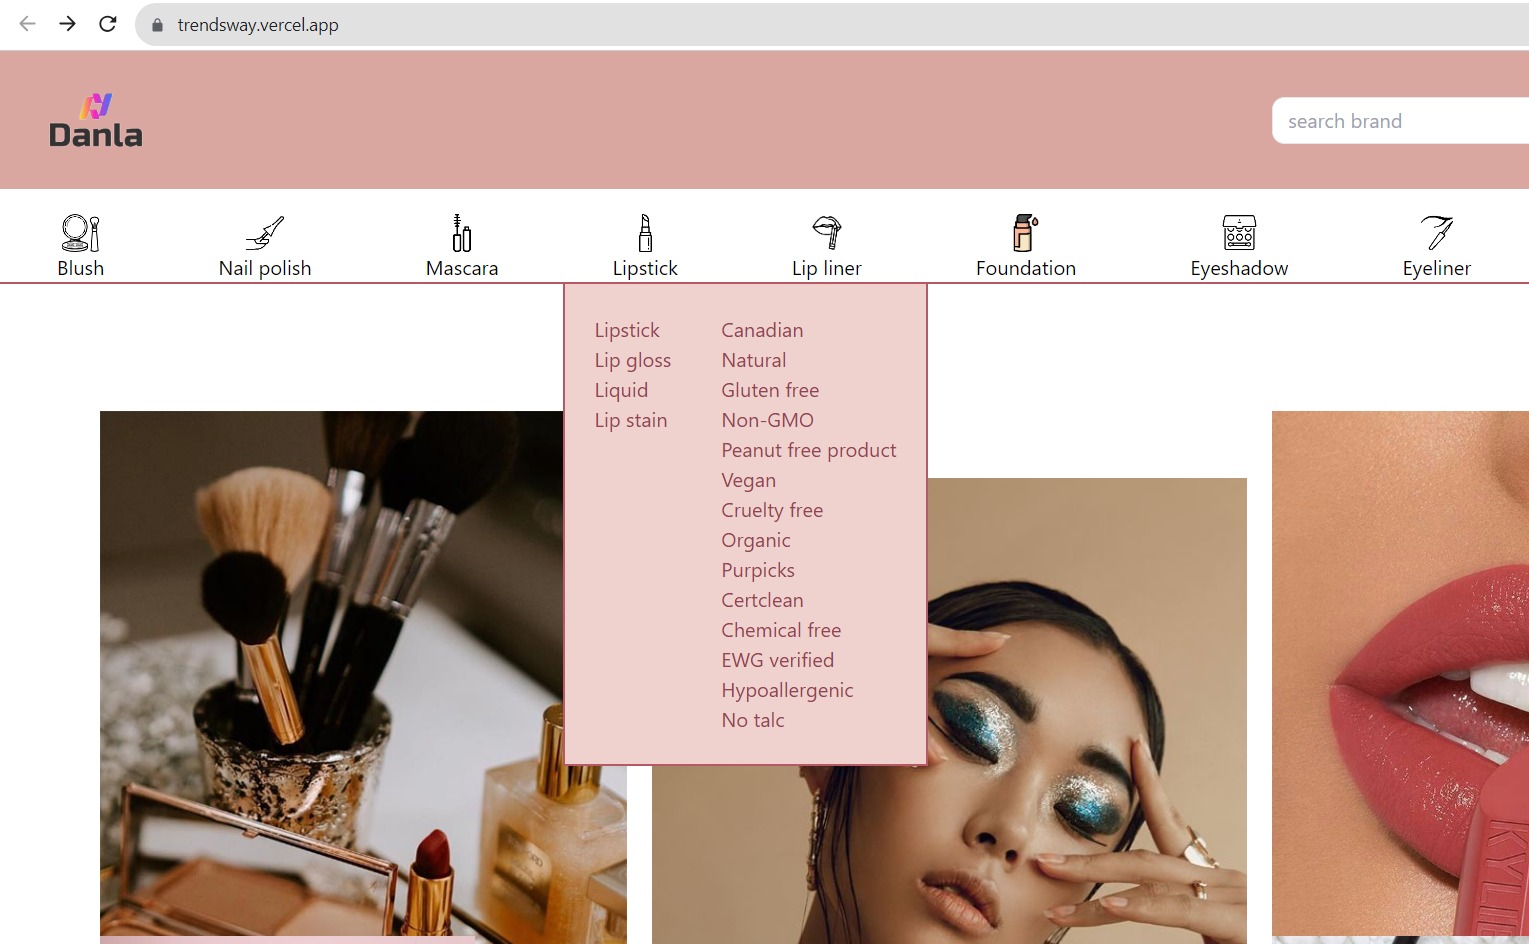 trendsway.vercel.app
Danla
search brand
Blush
Nail polish
Mascara
Lipstick
Lip liner
Foundation
Eyeshadow
Eyeliner
Lipstick
Lip gloss
Liquid
Lip stain
Canadian
Natural
Gluten free
Non-GMO
Peanut free product
Vegan
Cruelty free
Organic
Purpicks
Certclean
Chemical free
EWG verified
Hypoallergenic
No talc
KYLIE